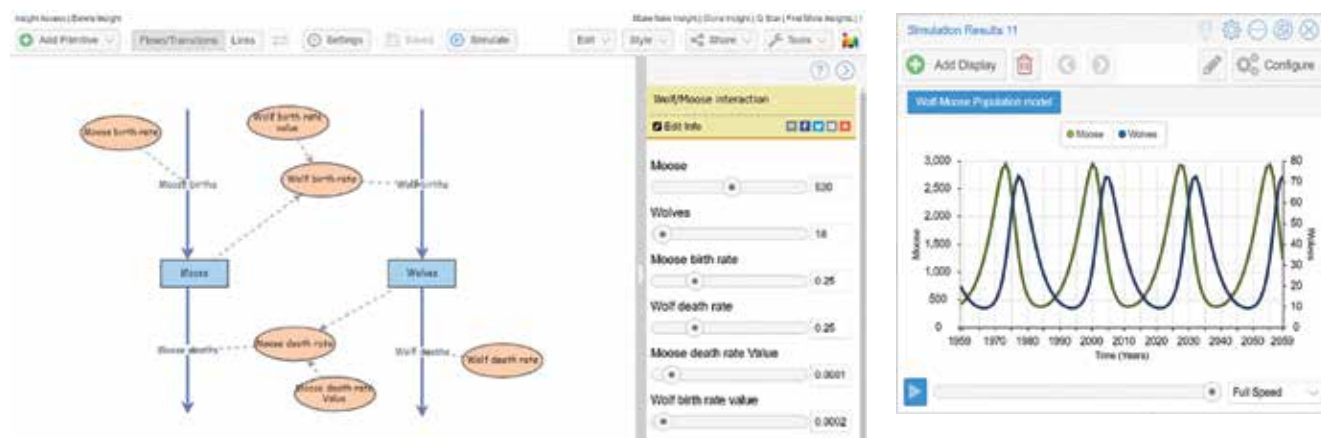 Insight Access | Delete Insight
Add Primitive
Flows/Transitions
Links
Settings
Saved
Simulate
Edit
Style
Share
Tools
Moose birth rate
Wolf birth rate
value
Wolf birth rate
Moose births
Wolf births
Moose
Wolves
Moose deaths
Moose death rate
Wolf deaths
Wolf death rate
Moose death rate
Value
Wolf/Moose interaction
Edit Info
Moose
Wolves
18
Moose birth rate
0.25
Wolf death rate
0.25
Moose death rate Value
0.0001
Wolf birth rate value
0.0002
Simulation Results 11
Add Display
Configure
Wolf-Moose Population model
Moose
Wolves
3,000
2,500
2,000
1,500
1,000
500
0
Moose
80
70
60
50
40
30
20
10
0
Wolves
1959 1970 1980 1990 2000 2010 2020 2030 2040 2050 2059
Time (Years)
Full Speed